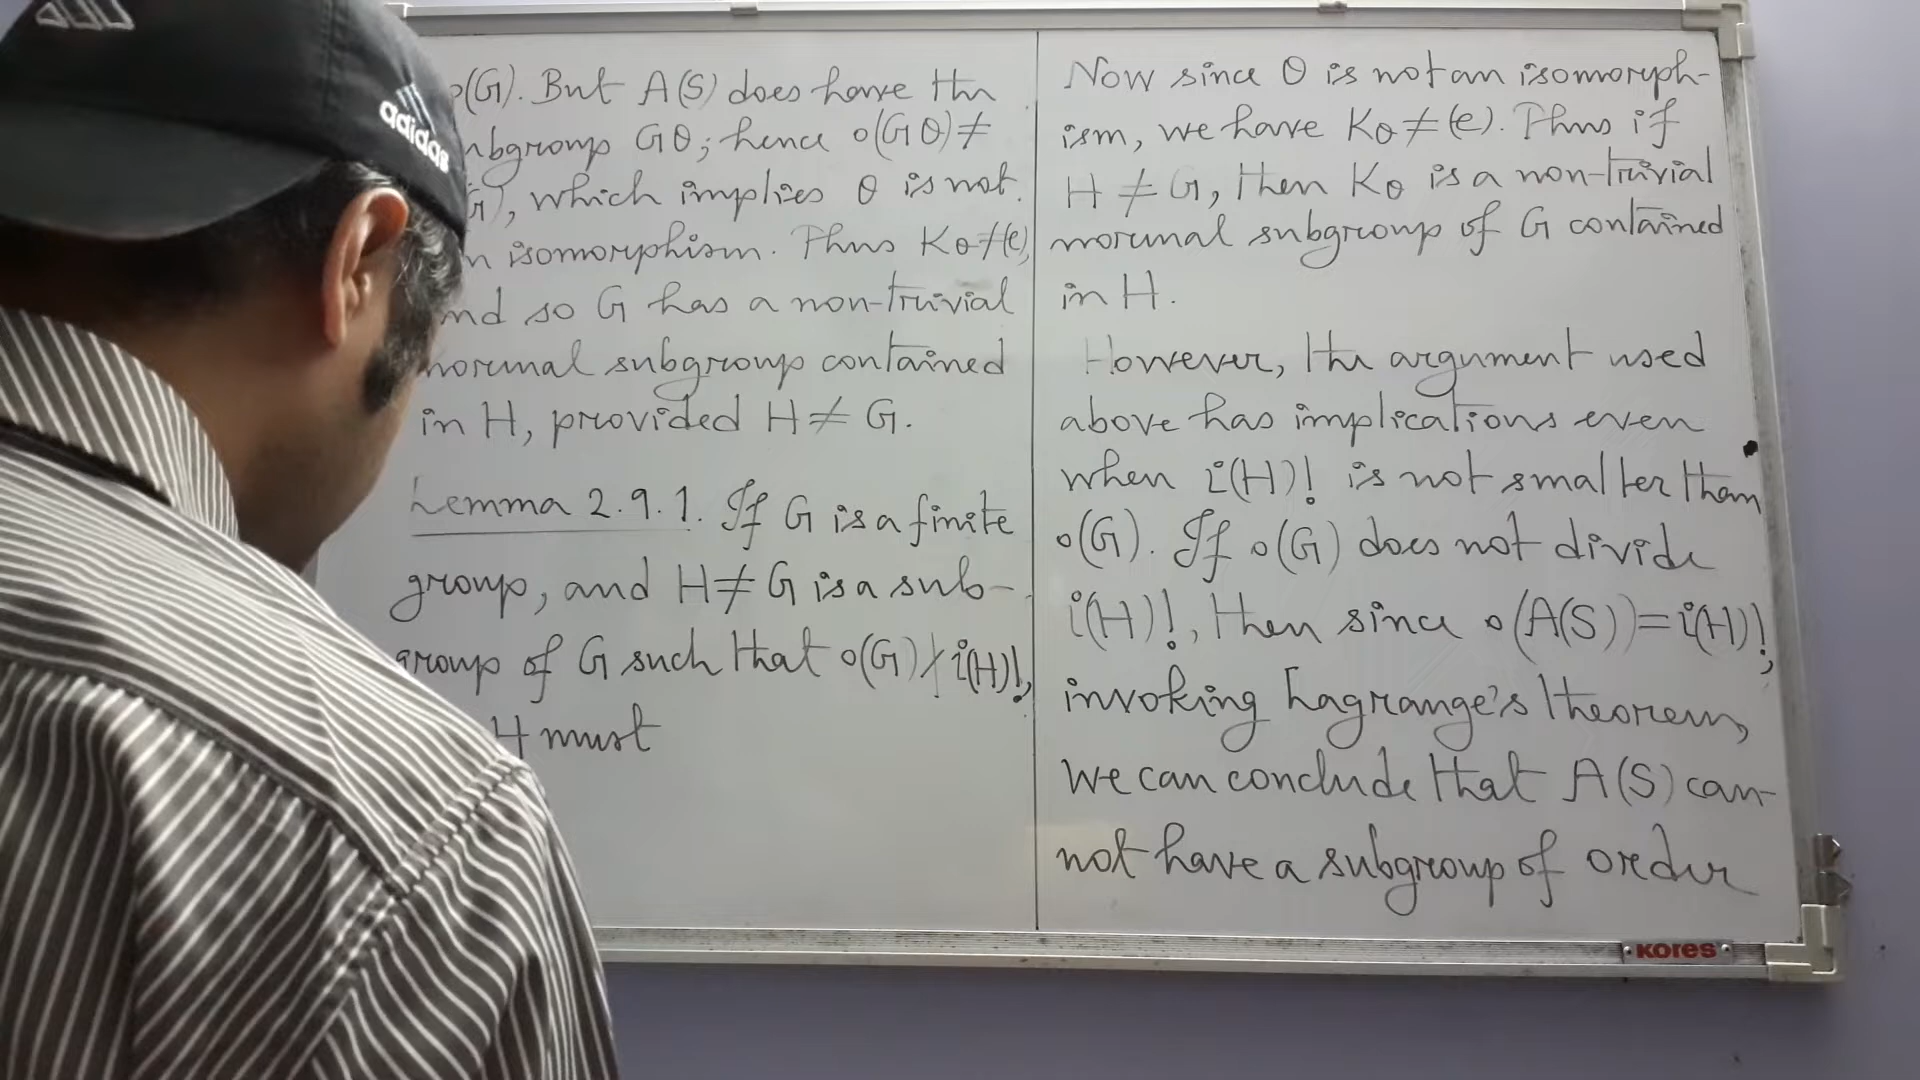 adidas
o(G). But A(S) does have the
subgroup Gθ; hence o(Gθ) ≠
, which implies θ is not
isomorphism. Thus Kθ ≠ (e),
and so G has a non-trivial
normal subgroup contained
in H, provided H ≠ G.
Lemma 2.9.1. If G is a finite
group, and H ≠ G is a sub-
group of G such that o(G) ∤ i(H)!,
H must
Now since θ is not an isomorph-
ism, we have Kθ ≠ (e). Thus if
H ≠ G, then Kθ is a non-trivial
normal subgroup of G contained
in H.
However, the argument used
above has implications even
when i(H)! is not smaller than
o(G). If o(G) does not divide
i(H)!, then since o(A(S)) = i(H)!,
invoking Lagrange's theorem,
we can conclude that A(S) can-
not have a subgroup of order
KORES